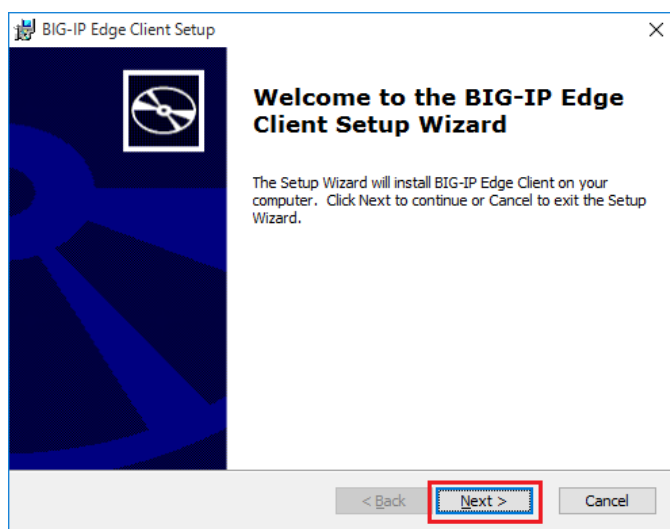 BIG-IP Edge Client Setup
Welcome to the BIG-IP Edge
Client Setup Wizard
The Setup Wizard will install BIG-IP Edge Client on your
computer. Click Next to continue or Cancel to exit the Setup
Wizard.
< Back Next > Cancel